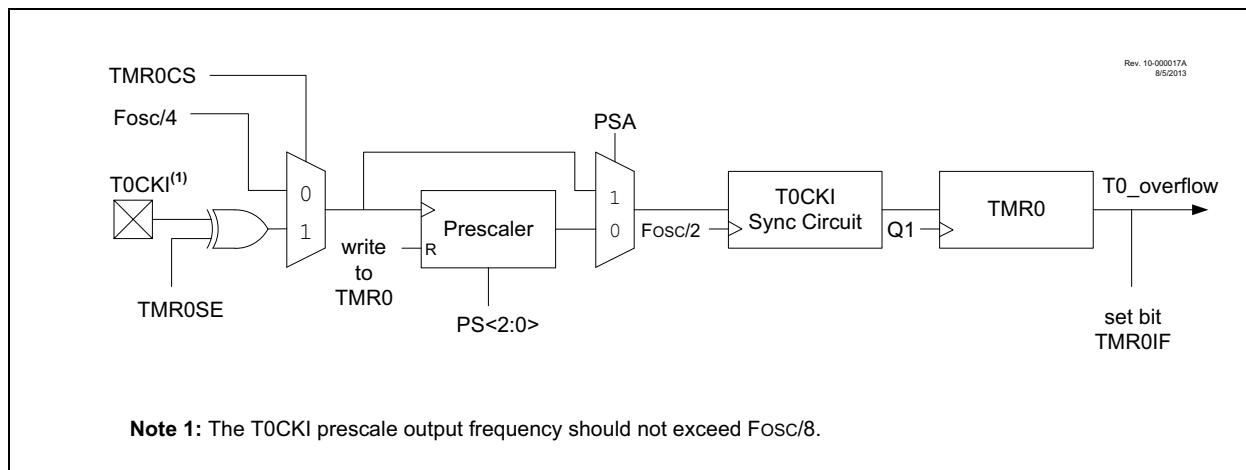 Rev. 10-000017A
8/5/2013
TMR0CS
Fosc/4
PSA
T0CKI(1)
0
1
1
0
Prescaler
R
write
to
TMR0
FOSC/2
T0CKI
Sync Circuit
Q1
TMR0
T0_overflow
TMR0SE
PS<2:0>
set bit
TMR0IF
Note 1: The T0CKI prescale output frequency should not exceed FOSC/8.